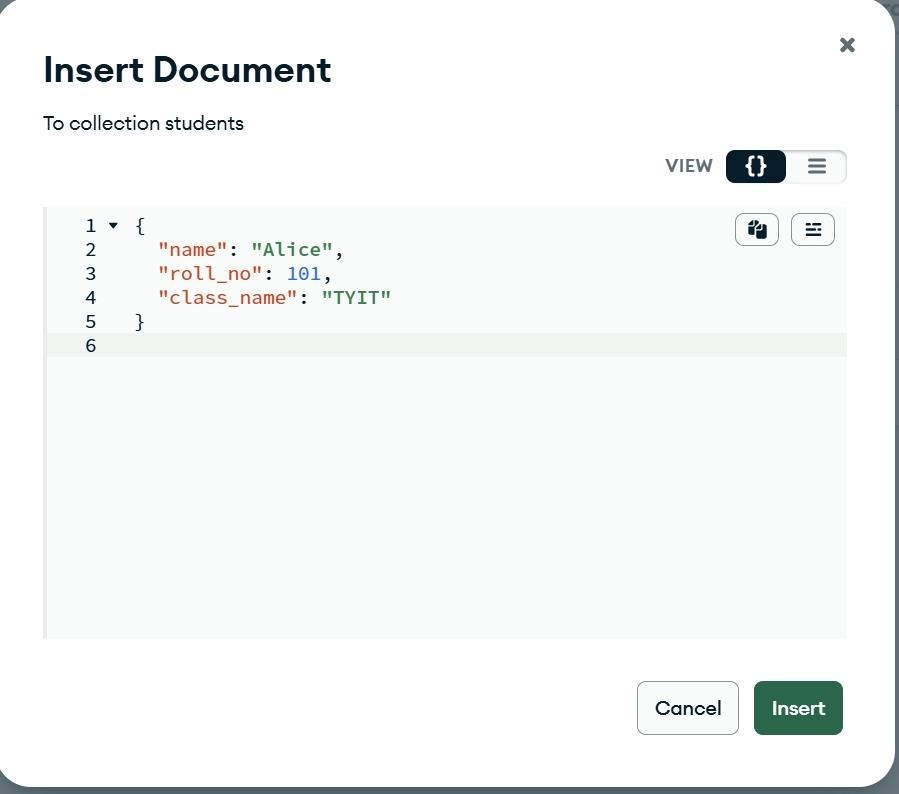 Insert Document
To collection students
VIEW {}
1 {
2 "name": "Alice",
3 "roll_no": 101,
4 "class_name": "TYIT"
5 }
6
Cancel Insert